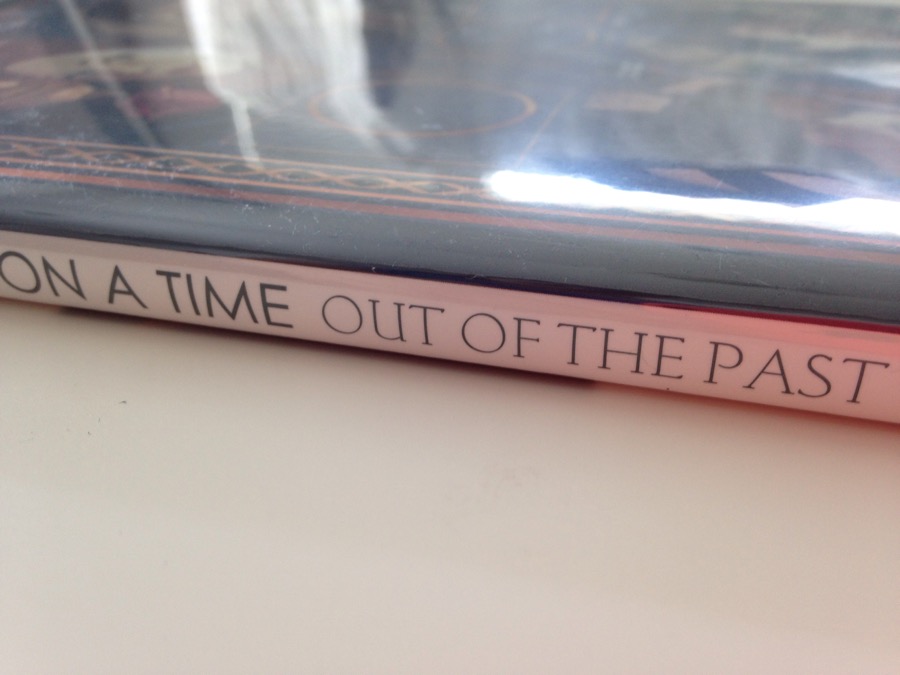 ON A TIME OUT OF THE PAST